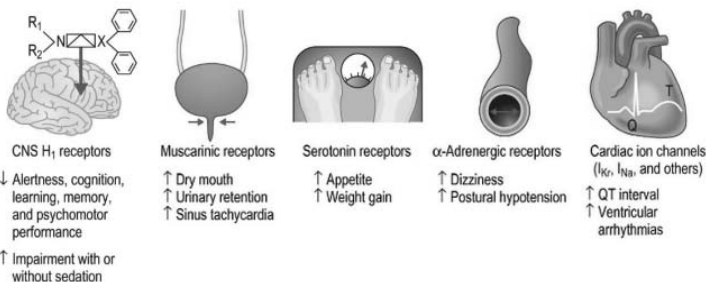 R1
R2
N
X
CNS H1 receptors
↓ Alertness, cognition,
learning, memory,
and psychomotor
performance
↑ Impairment with or
without sedation
Muscarinic receptors
↑ Dry mouth
↑ Urinary retention
↑ Sinus tachycardia
Serotonin receptors
↑ Appetite
↑ Weight gain
α-Adrenergic receptors
↑ Dizziness
↑ Postural hypotension
T
Q
Cardiac ion channels
(IKr, INa, and others)
↑ QT interval
↑ Ventricular
arrhythmias